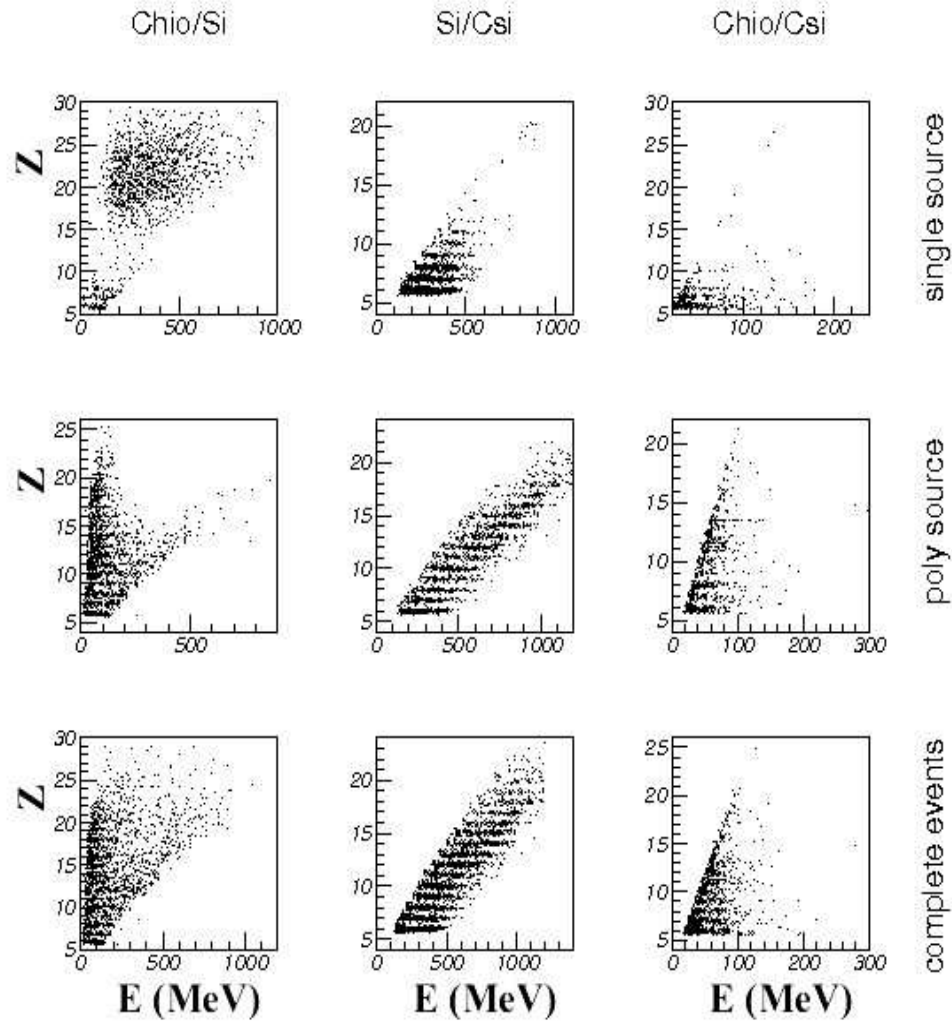 Chio/Si Si/Csi Chio/Csi
30 25 20 15 10 5
Z
0 500 1000
20 15 10 5
0 500 1000
30 25 20 15 10 5
100 200
single source
25 20 15 10 5
Z
500
20 15 10 5
0 500 1000
20 15 10 5
0 100 200 300
poly source
30 25 20 15 10 5
Z
0 500 1000
20 15 10 5
0 500 1000
25 20 15 10 5
0 100 200 300
complete events
E (MeV) E (MeV) E (MeV)